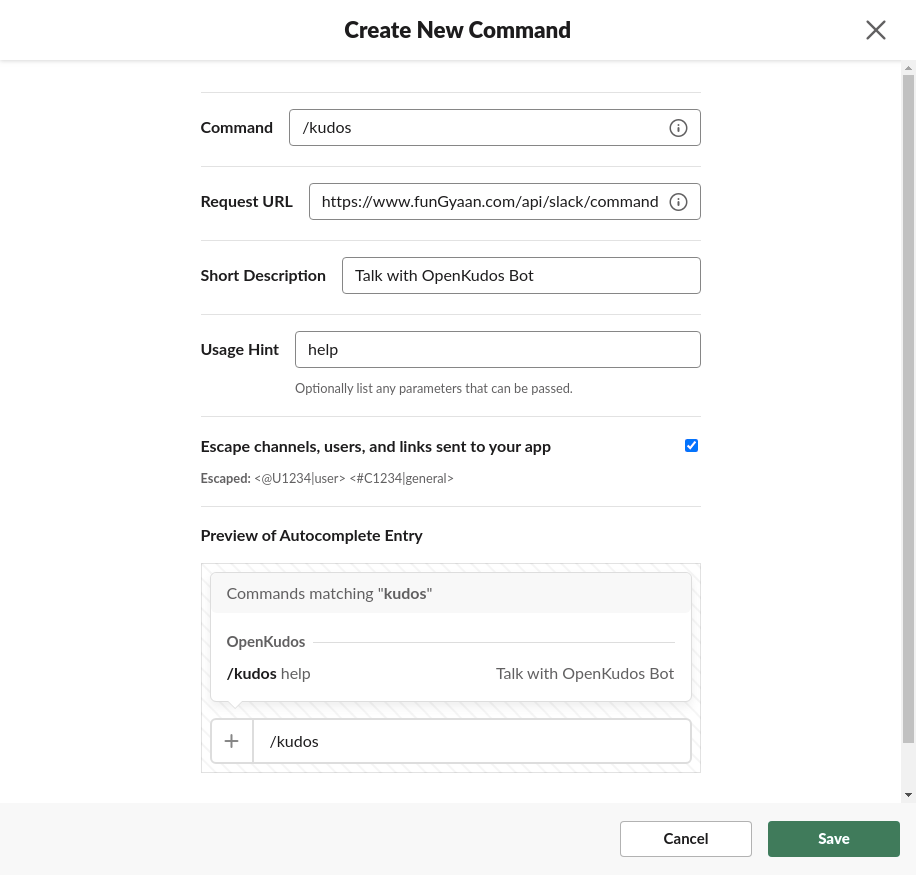 Create New Command
Command /kudos
Request URL https://www.funGyaan.com/api/slack/command
Short Description Talk with OpenKudos Bot
Usage Hint help
Optionally list any parameters that can be passed.
Escape channels, users, and links sent to your app
Escaped: <@U1234|user> <#C1234|general>
Preview of Autocomplete Entry
Commands matching "kudos"
OpenKudos
/kudos help Talk with OpenKudos Bot
/kudos
Cancel Save